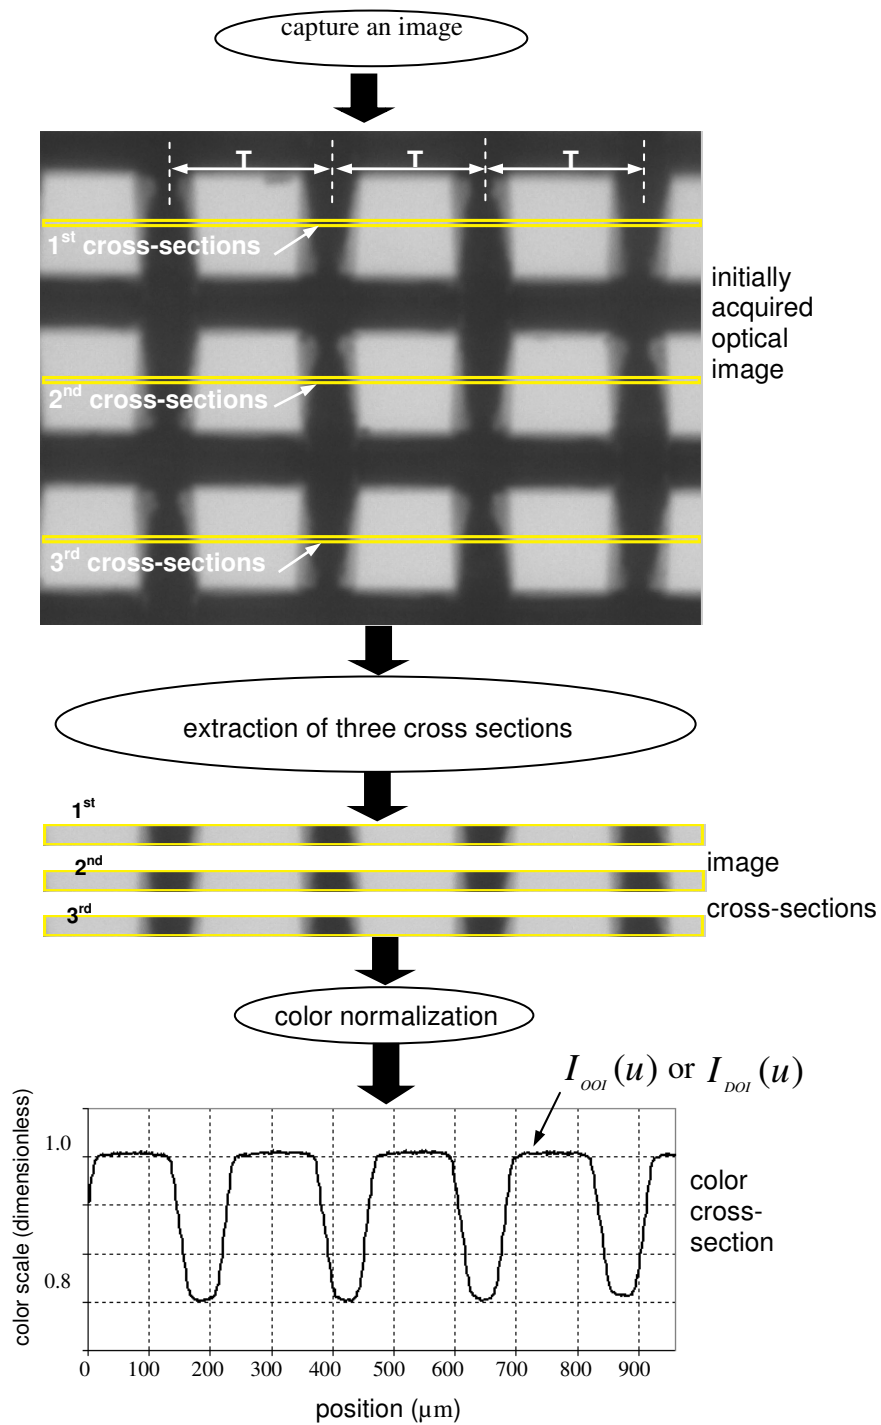 capture an image
T T T
1st cross-sections
initially
acquired
optical
image
2nd cross-sections
3rd cross-sections
extraction of three cross sections
1st
2nd
image
3rd
cross-sections
color normalization
I_OOI (u) or I_DOI (u)
color scale (dimensionless)
1.0
0.8
color
cross-
section
0 100 200 300 400 500 600 700 800 900
position (µm)